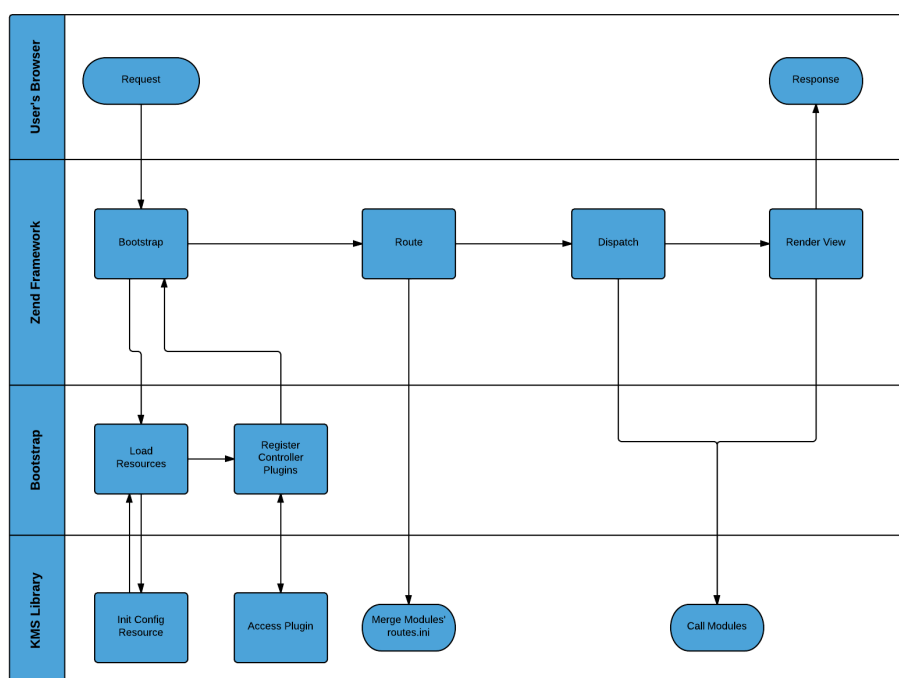 User's Browser
Request
Response
Zend Framework
Bootstrap
Route
Dispatch
Render View
Bootstrap
Load
Resources
Register
Controller
Plugins
KMS Library
Init Config
Resource
Access Plugin
Merge Modules'
routes.ini
Call Modules